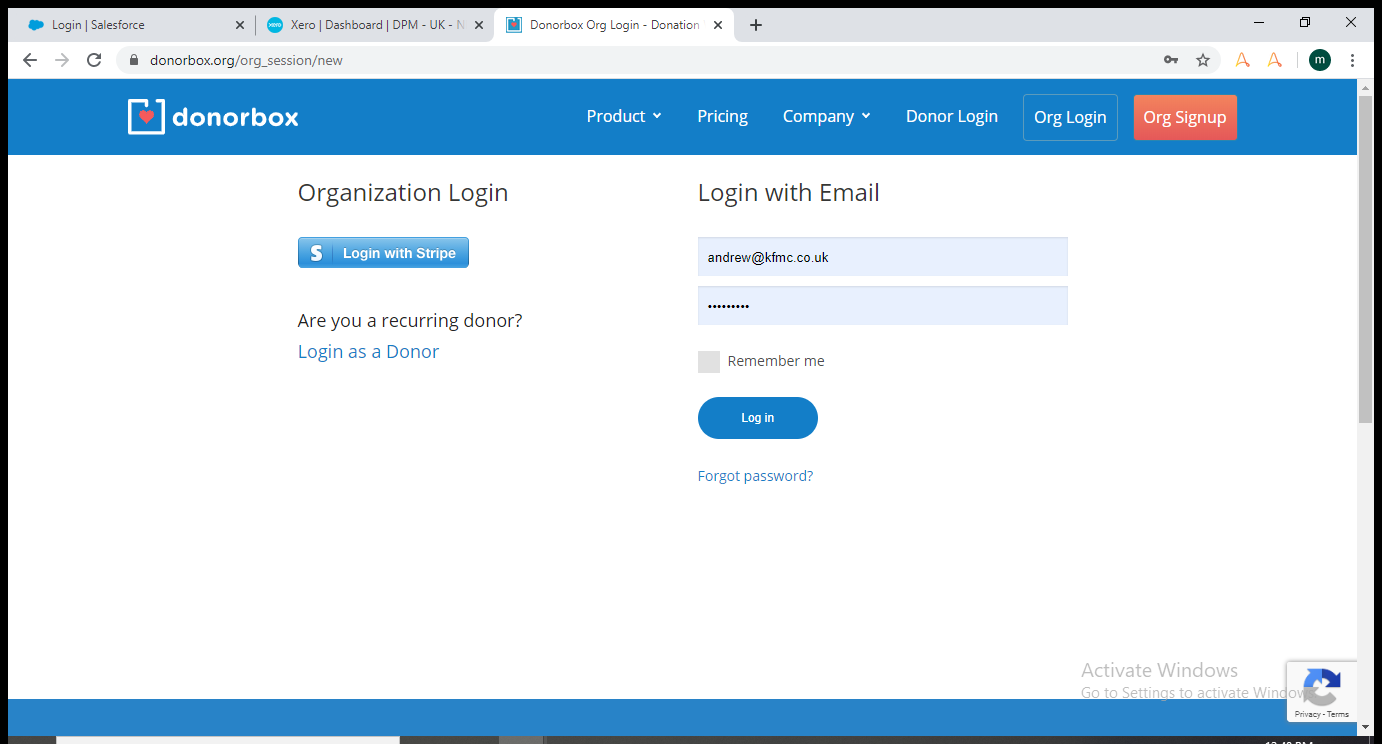 Login | Salesforce
xero Xero | Dashboard | DPM - UK - N
Donorbox Org Login - Donation
donorbox.org/org_session/new
m
donorbox
Product
Pricing
Company
Donor Login
Org Login
Org Signup
Organization Login
S Login with Stripe
Are you a recurring donor?
Login as a Donor
Login with Email
andrew@kfmc.co.uk
•••••••••
Remember me
Log in
Forgot password?
Activate Windows
Go to Settings to activate Windows
Privacy - Terms